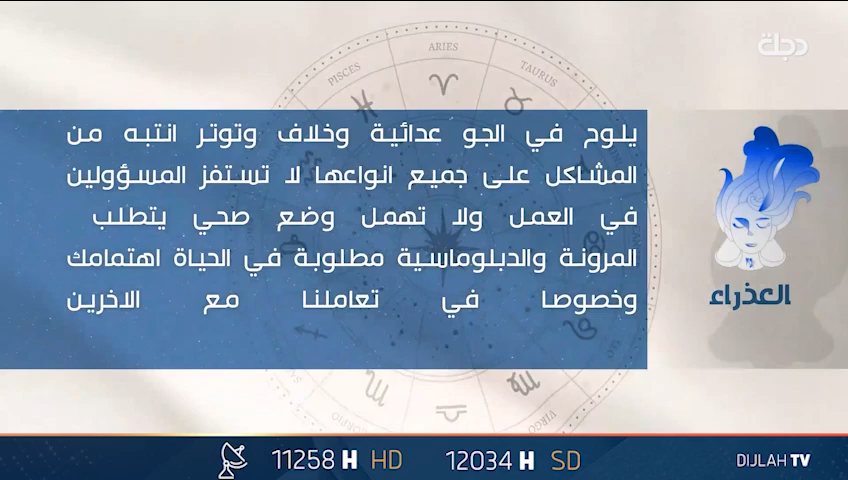 دجلة
ARIES
PISCES
TAURUS
يلوح في الجو عدائية وخلاف وتوتر انتبه من
المشاكل على جميع انواعها لا تستفز المسؤولين
في العمل ولا تهمل وضع صحي يتطلب
المرونة والدبلوماسية مطلوبة في الحياة اهتمامك
وخصوصا في تعاملنا مع الاخرين
العذراء
VIRGO
11258 H HD
12034 H SD
DIJLAH TV